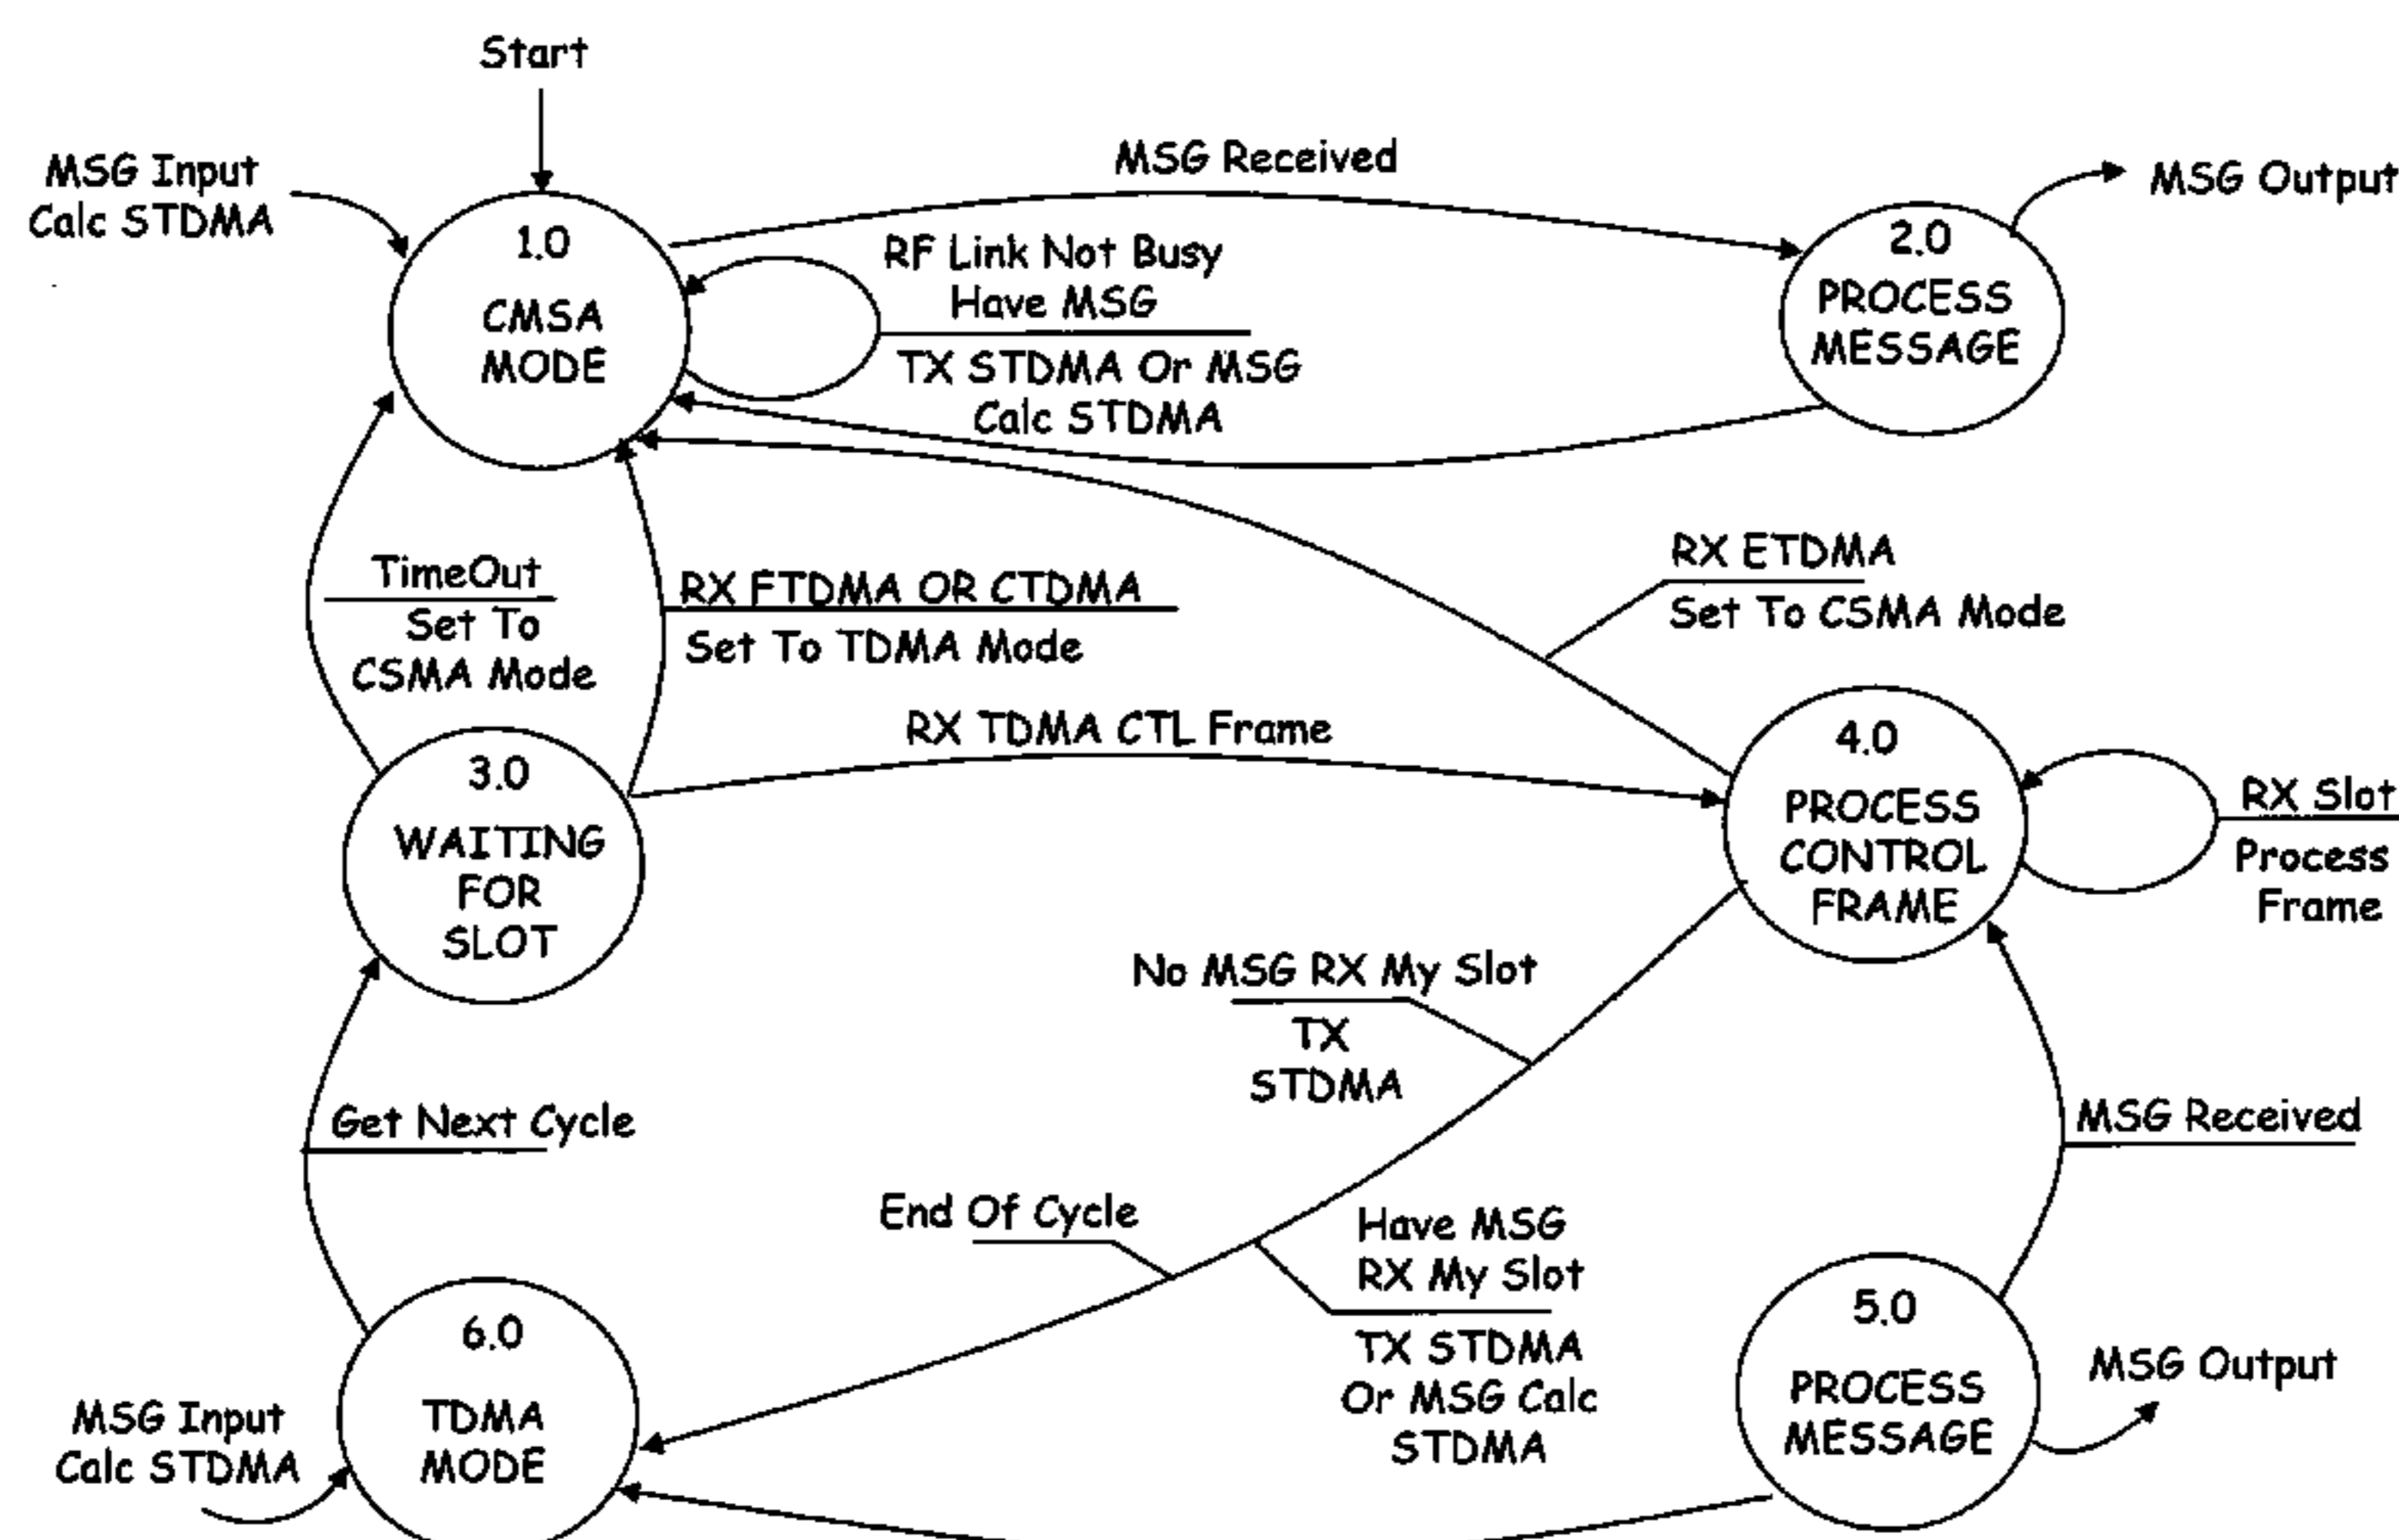 Start
MSG Input
Calc STDMA
1.0
CMSA
MODE
MSG Received
RF Link Not Busy
Have MSG
TX STDMA Or MSG
Calc STDMA
2.0
PROCESS
MESSAGE
MSG Output
TimeOut
Set To
CSMA Mode
RX FTDMA OR CTDMA
Set To TDMA Mode
RX ETDMA
Set To CSMA Mode
3.0
WAITING
FOR
SLOT
RX TDMA CTL Frame
4.0
PROCESS
CONTROL
FRAME
RX Slot
Process
Frame
No MSG RX My Slot
TX
STDMA
Get Next Cycle
MSG Received
End Of Cycle
Have MSG
RX My Slot
TX STDMA
Or MSG Calc
STDMA
6.0
TDMA
MODE
MSG Input
Calc STDMA
5.0
PROCESS
MESSAGE
MSG Output